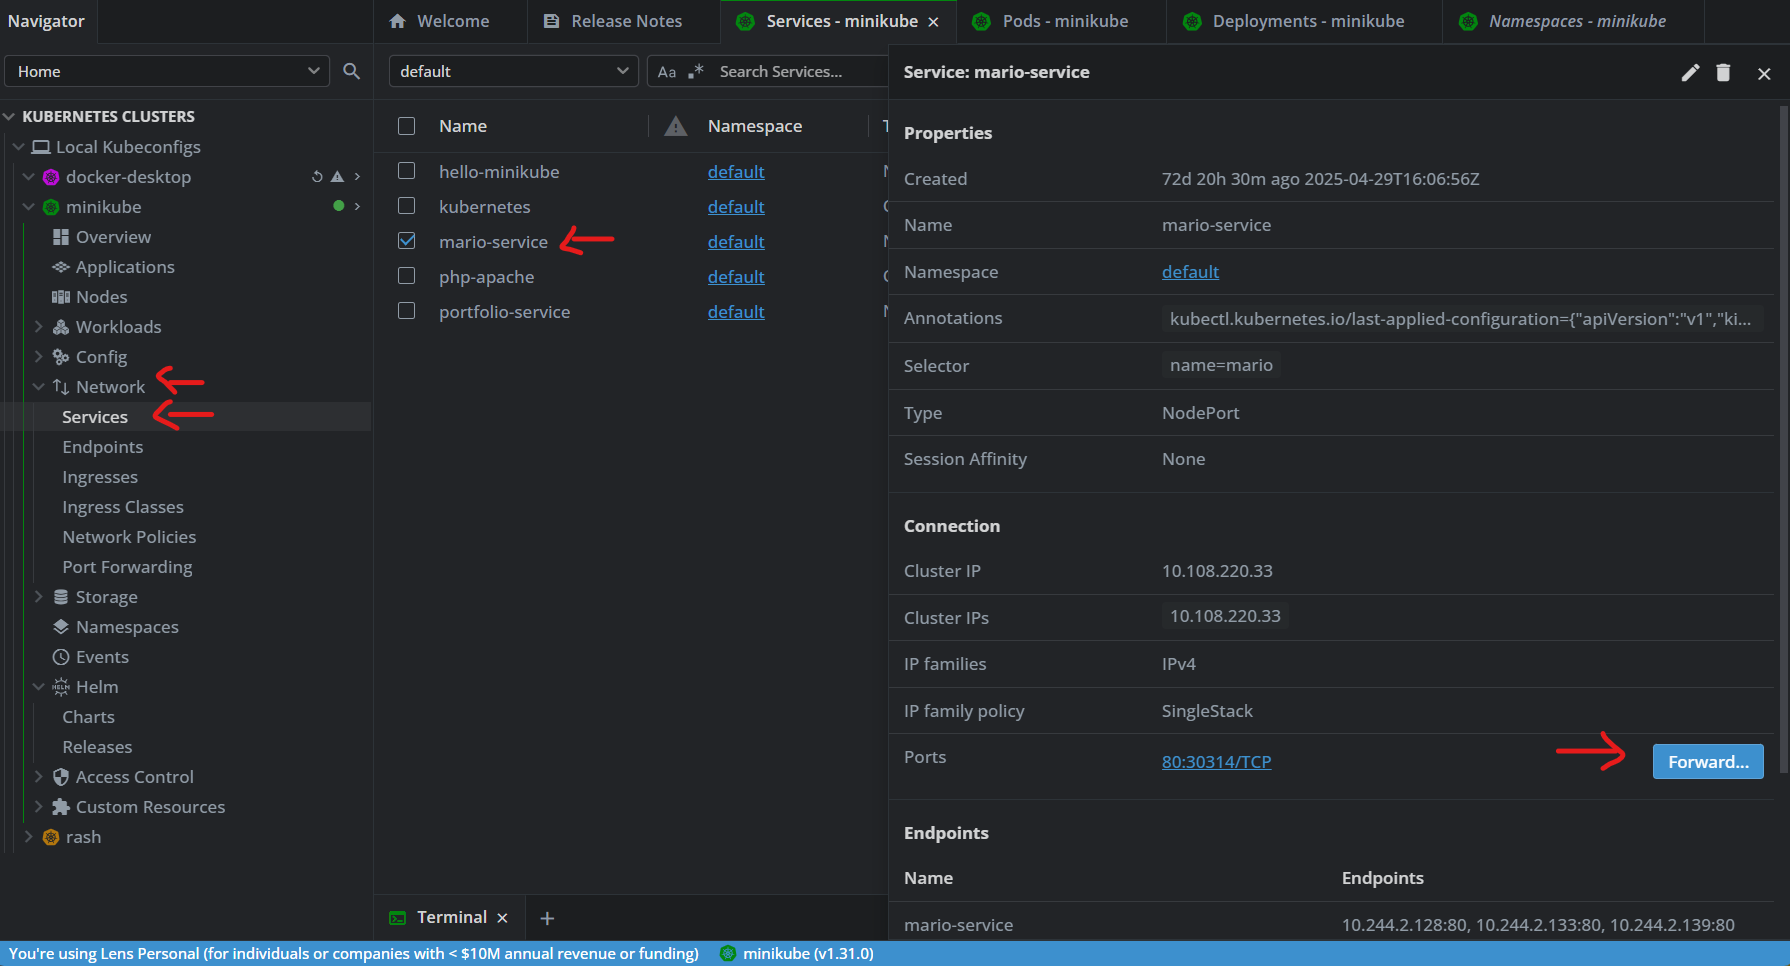 Navigator
Welcome
Release Notes
Services - minikube
Pods - minikube
Deployments - minikube
Namespaces - minikube
Home
default
Aa .* Search Services...
KUBERNETES CLUSTERS
Local Kubeconfigs
docker-desktop
minikube
Overview
Applications
Nodes
Workloads
Config
Network
Services
Endpoints
Ingresses
Ingress Classes
Network Policies
Port Forwarding
Storage
Namespaces
Events
HELM Helm
Charts
Releases
Access Control
Custom Resources
rash
Name Namespace
hello-minikube default
kubernetes default
mario-service default
php-apache default
portfolio-service default
Terminal
Service: mario-service
Properties
Created 72d 20h 30m ago 2025-04-29T16:06:56Z
Name mario-service
Namespace default
Annotations kubectl.kubernetes.io/last-applied-configuration={"apiVersion":"v1","ki...
Selector name=mario
Type NodePort
Session Affinity None
Connection
Cluster IP 10.108.220.33
Cluster IPs 10.108.220.33
IP families IPv4
IP family policy SingleStack
Ports 80:30314/TCP Forward...
Endpoints
Name Endpoints
mario-service 10.244.2.128:80, 10.244.2.133:80, 10.244.2.139:80
You're using Lens Personal (for individuals or companies with < $10M annual revenue or funding) minikube (v1.31.0)